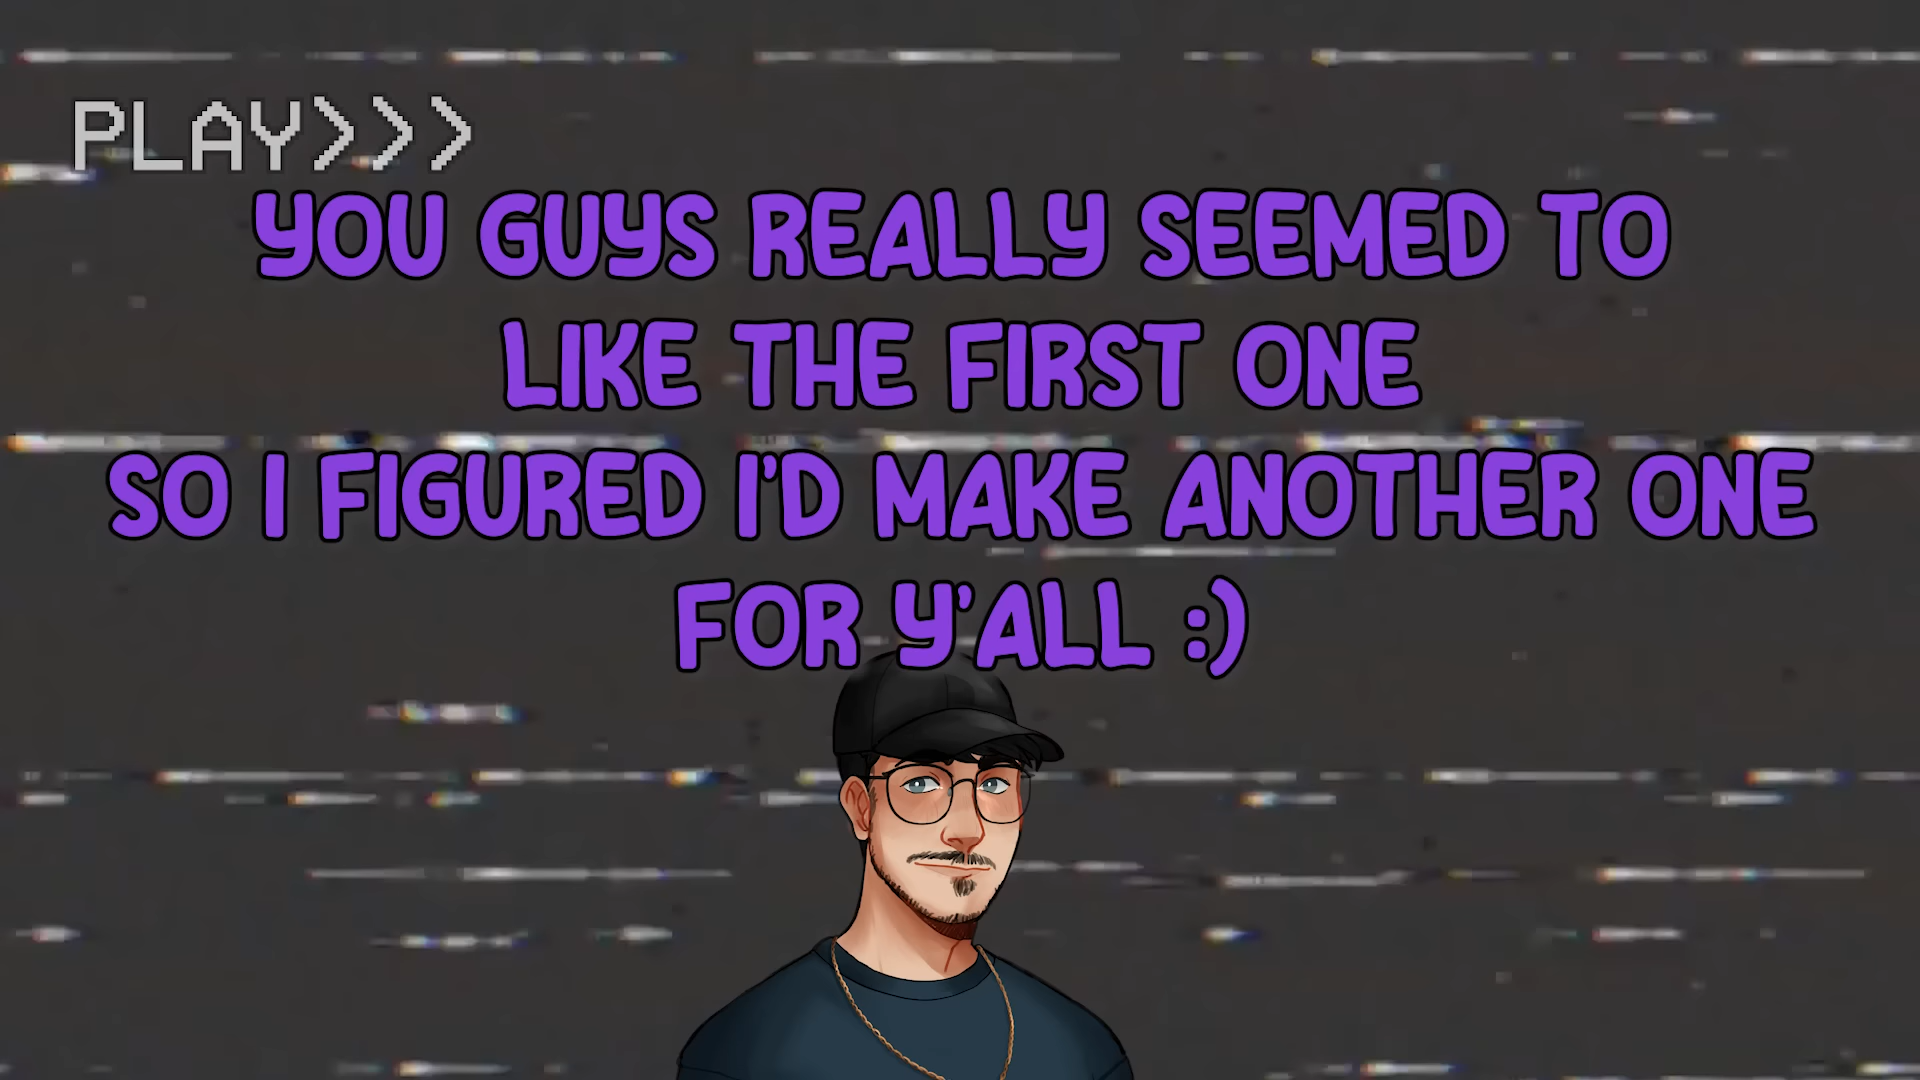 PLAY>>>
YOU GUYS REALLY SEEMED TO
LIKE THE FIRST ONE
SO I FIGURED I'D MAKE ANOTHER ONE
FOR Y'ALL :)